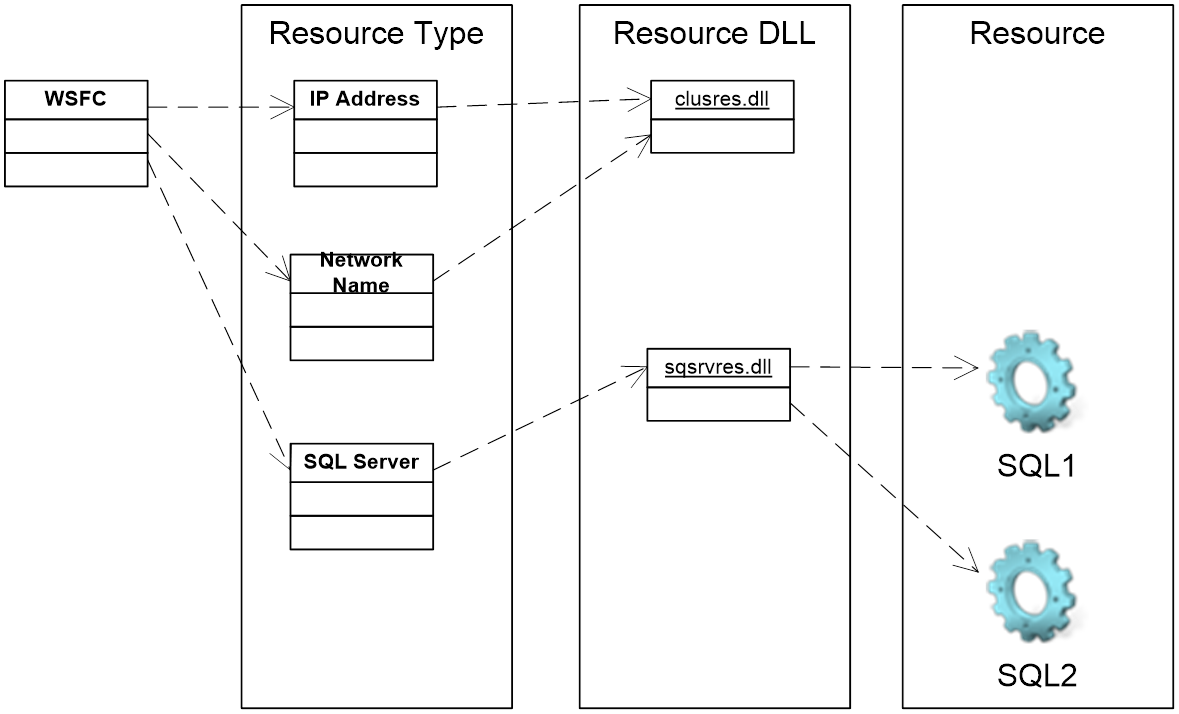 Resource Type
Resource DLL
Resource
WSFC
IP Address
clusres.dll
Network
Name
sqsrvres.dll
SQL Server
SQL1
SQL2